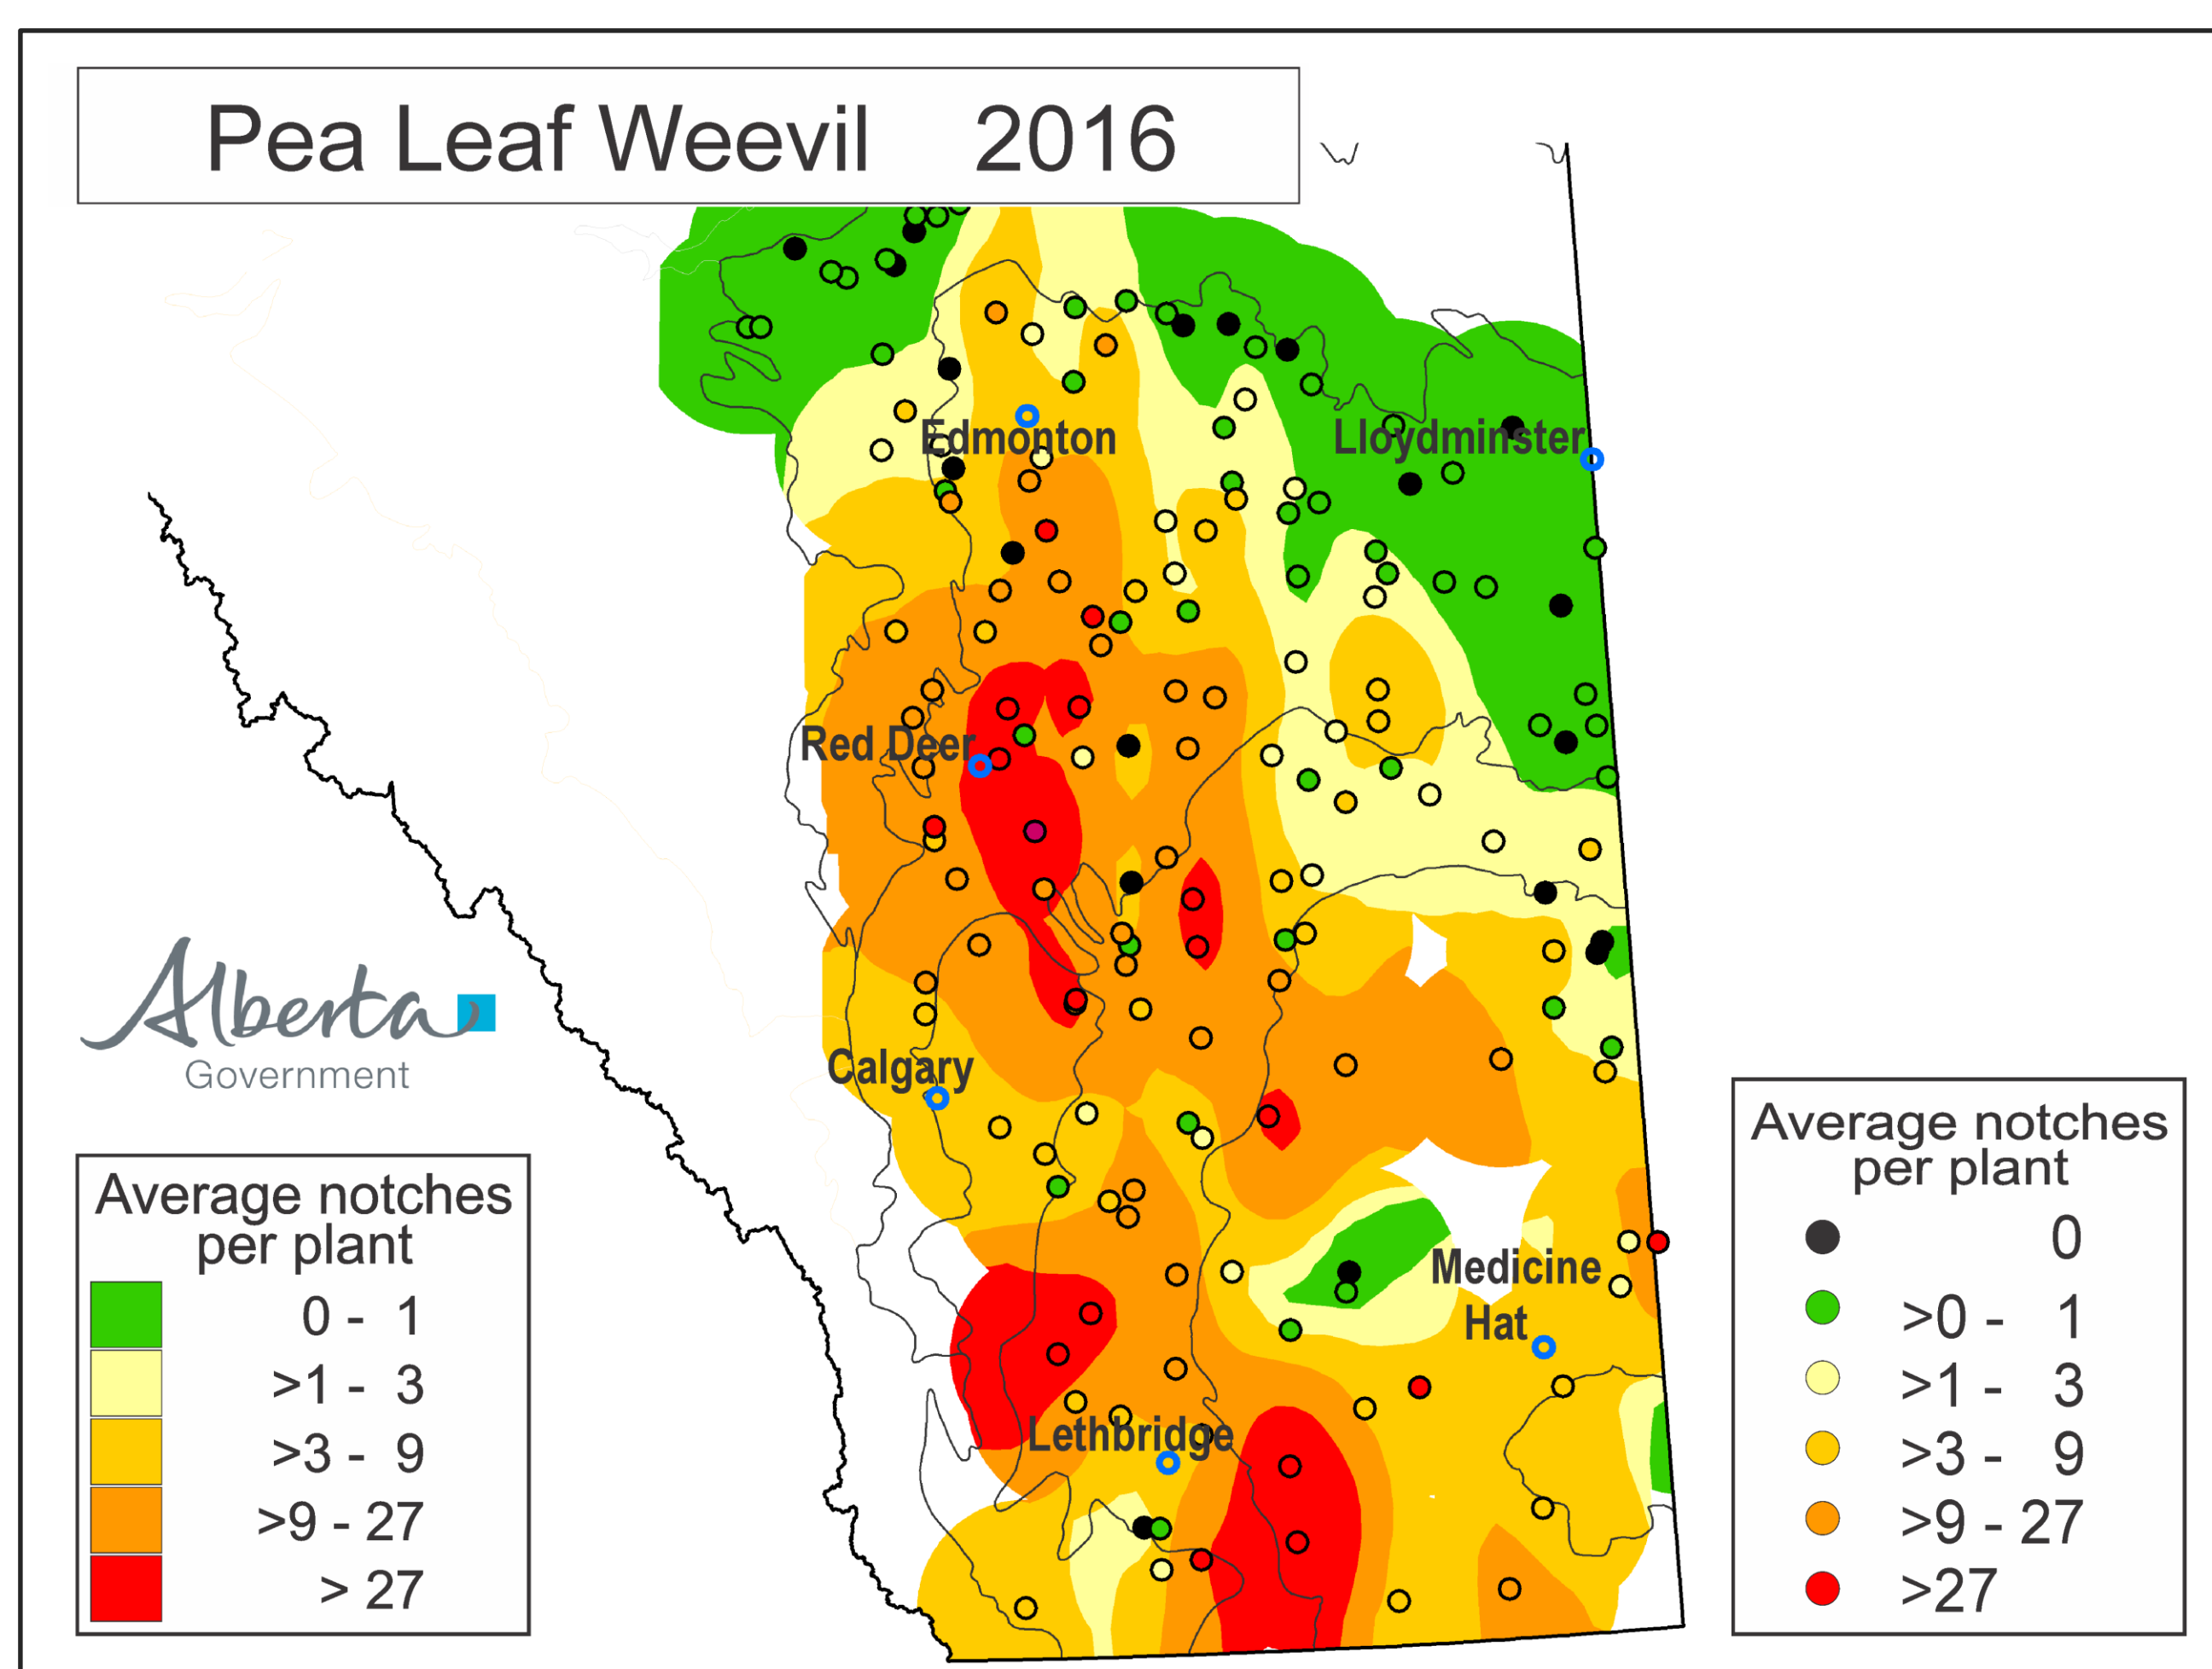 Pea Leaf Weevil 2016
Edmonton
Lloydminster
Red Deer
Alberta
Government
Calgary
Medicine
Hat
Lethbridge
Average notches
per plant
0 - 1
>1 - 3
>3 - 9
>9 - 27
> 27
Average notches
per plant
0
>0 - 1
>1 - 3
>3 - 9
>9 - 27
>27